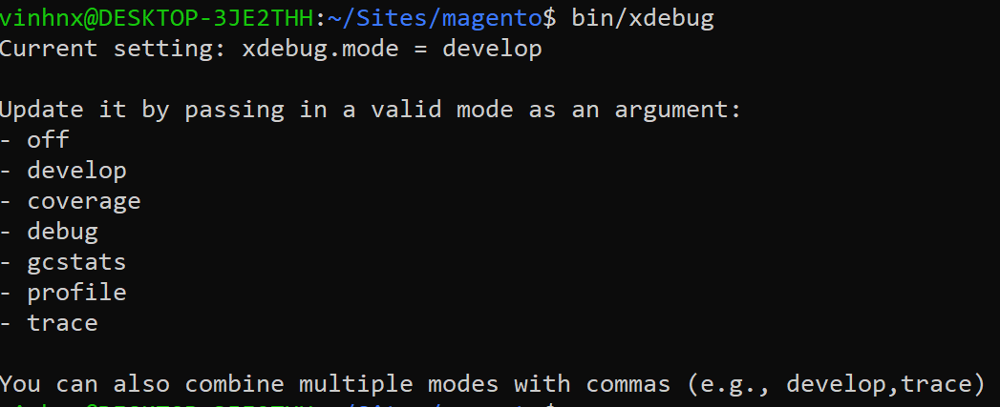 vinhnx@DESKTOP-3JE2THH:~/Sites/magento$ bin/xdebug
Current setting: xdebug.mode = develop
Update it by passing in a valid mode as an argument:
- off
- develop
- coverage
- debug
- gcstats
- profile
- trace
You can also combine multiple modes with commas (e.g., develop,trace)